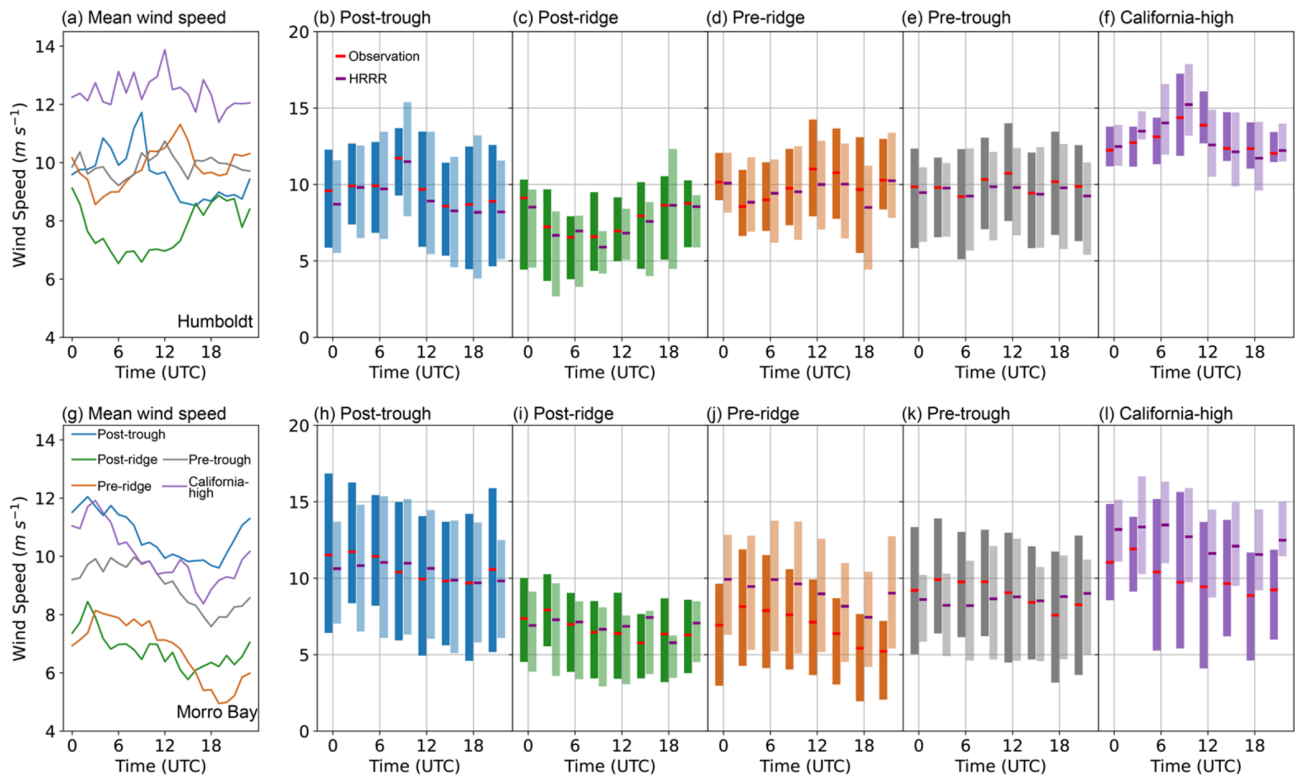 (a) Mean wind speed
(b) Post-trough
(c) Post-ridge
(d) Pre-ridge
(e) Pre-trough
(f) California-high
Wind Speed (m s⁻¹)
14
12
10
8
6
4
Humboldt
0 6 12 18
Time (UTC)
20
15
10
5
0
Observation
HRRR
0 6 12 18
Time (UTC)
0 6 12 18
Time (UTC)
0 6 12 18
Time (UTC)
0 6 12 18
Time (UTC)
0 6 12 18
Time (UTC)
(g) Mean wind speed
(h) Post-trough
(i) Post-ridge
(j) Pre-ridge
(k) Pre-trough
(l) California-high
Wind Speed (m s⁻¹)
14
12
10
8
6
4
Post-trough
Post-ridge
Pre-trough
Pre-ridge
California-
high
Morro Bay
0 6 12 18
Time (UTC)
20
15
10
5
0
0 6 12 18
Time (UTC)
0 6 12 18
Time (UTC)
0 6 12 18
Time (UTC)
0 6 12 18
Time (UTC)
0 6 12 18
Time (UTC)